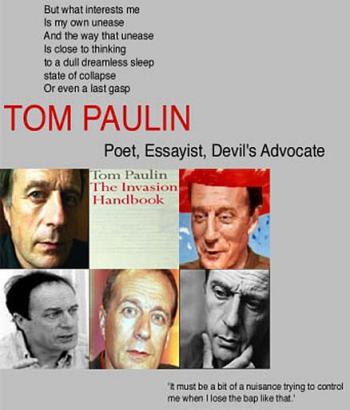 But what interests me
Is my own unease
And the way that unease
Is close to thinking
to a dull dreamless sleep
state of collapse
Or even a last gasp
TOM PAULIN
Poet, Essayist, Devil's Advocate
Tom Paulin
The Invasion
Handbook
'It must be a bit of a nuisance trying to control
me when I lose the bap like that.'